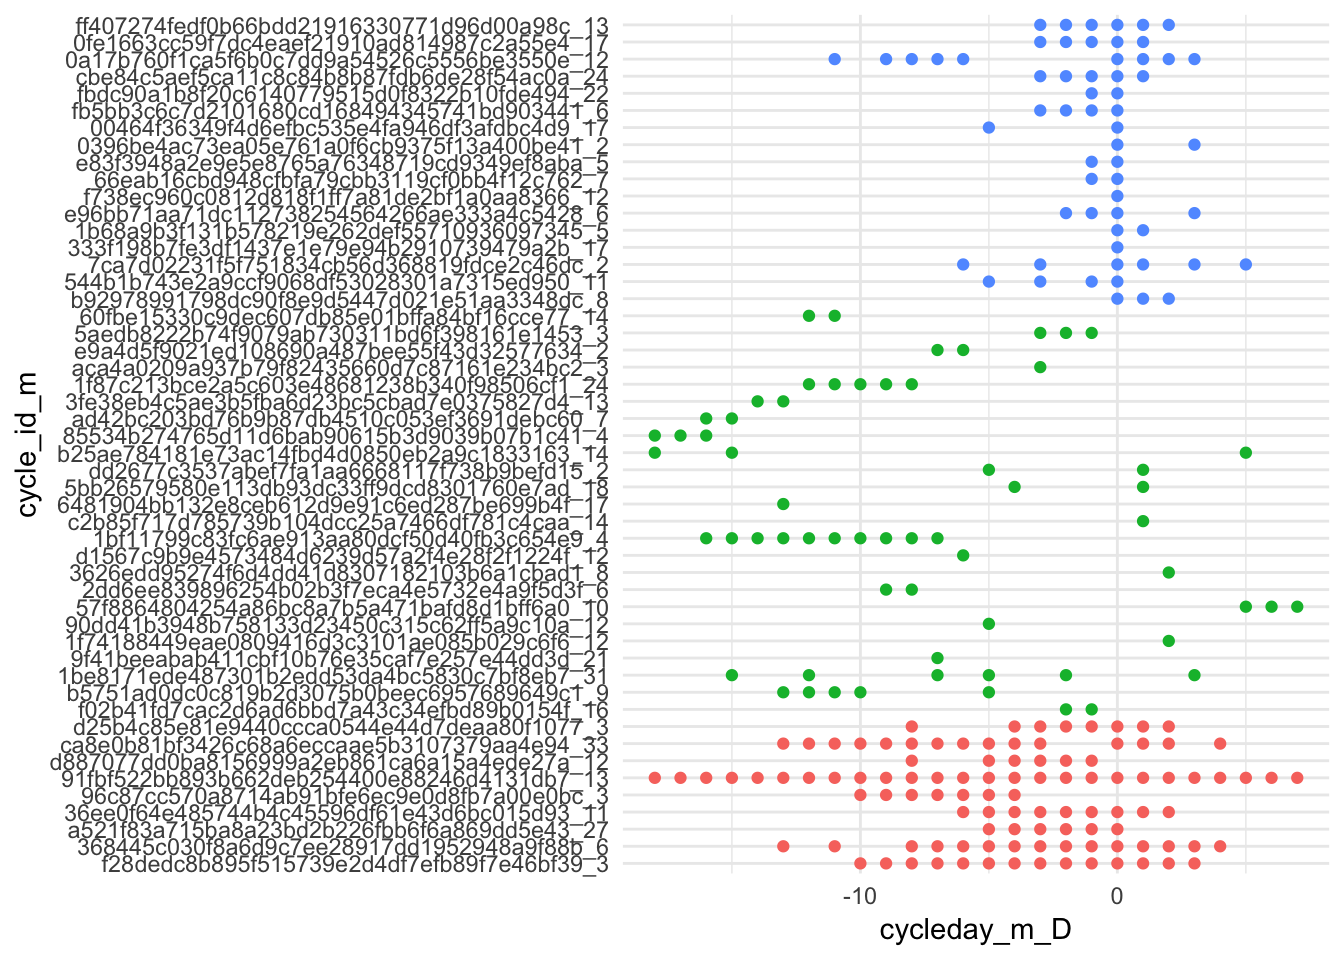 ff407274fedf0b66bdd21916330771d96d00a98c_13
0fe1663cc59f7dc4eaef21910ad814987c2a55e4_17
0a17b760f1ca5f6b0c7dd9a54526c5556be3550e_12
cbe84c5aef5ca11c8c84b8b87fdb6de28f54ac0a_24
fbdc90a1b8f20c6140779515d0f8322b10fde494_22
fb5bb3c6c7d2101680cd168494345741bd903441_6
00464f36349f4d6efbc535e4fa946df3afdbc4d9_17
0396be4ac73ea05e761a0f6cb9375f13a400be41_2
e83f3948a2e9e5e8765a76348719cd9349ef8aba_5
66eab16cbd948cfbfa79cbb3119cf0bb4f12c762_7
f738ec960c0812d818f1ff7a81de2bf1a0aa8366_12
e96bb71aa71dc112738254564266ae333a4c5428_6
1b68a9b3f131b578219e262def55710936097345_5
333f198b7fe3df1437e1e79e94b2910739479a2b_17
7ca7d02231f5f751834cb56d368819fdce2c46dc_2
544b1b743e2a9ccf9068df53028301a7315ed950_11
b92978991798dc90f8e9d5447d021e51aa3348dc_8
60fbe15330c9dec607db85e01bffa84bf16cce77_14
5aedb8222b74f9079ab730311bd6f398161e1453_3
e9a4d5f9021ed108690a487bee55f43d32577634_2
aca4a0209a937b79f82435660d7c87161e234bc2_3
1f87c213bce2a5c603e48681238b340f98506cf1_24
3fe38eb4c5ae3b5fba6d23bc5cbad7e0375827d4_13
ad42bc203bd76b9b87db4510c053ef3691debc60_7
85534b274765d11d6bab90615b3d9039b07b1c41_4
b25ae784181e73ac14fbd4d0850eb2a9c1833163_14
dd2677c3537abef7fa1aa6668117f738b9befd15_2
5bb26579580e113db93dc33ff9dcd8301760e7ad_18
6481904bb132e8ceb612d9e91c6ed287be699b4f_17
c2b85f717d785739b104dcc25a7466df781c4caa_14
1bf11799c83fc6ae913aa80dcf50040fb3c654e9_4
d1567c9b9e4573484d6239d57a2f4e28f2f1224f_12
3626edd95274f6d4dd41d8307182103b6a1cbad1_8
2dd6ee839896254b02b3f7eca4e5732e4a9f5d3f_6
57f8864804254a86bc8a7b5a471bafd8d1bff6a0_10
90dd41b3948b758133d23450c315c62ff5a9c10a_12
1f74188449eae0809416d3c3101ae085b029c6f6_12
9f41beeabab411cbf10b76e35caf7e257e44dd3d_21
1be8171ede487301b2edd53da4bc5830c7bf8eb7_31
b5751ad0dc0c819b2d3075b0beec6957689649c1_9
f02b41fd7cac2d6ad6bbd7a43c34efbd89b0154f_16
d25b4c85e81e9440ccca0544e44d7deaa80f1077_3
ca8e0b81bf3426c68a6eccaae5b3107379aa4e94_33
d887077dd0ba8156999a2eb861ca6a15a4ede27a_12
91fbf522bb893b662deb254400e88246d4131db7_13
96c87cc570a8714ab91bfe6ec9e0d8fb7a00e0bc_3
36ee0f64e485744b4c45596df61e43d6bc015d93_11
a521f83a715ba8a23bd2b226fbb6f6a869dd5e43_27
368445c030f8a6d9c7ee28917dd1952948a9f88b_6
f28dedc8b895f515739e2d4df7efb89f7e46bf39_3
cycle_id_m
-10
0
cycleday_m_D